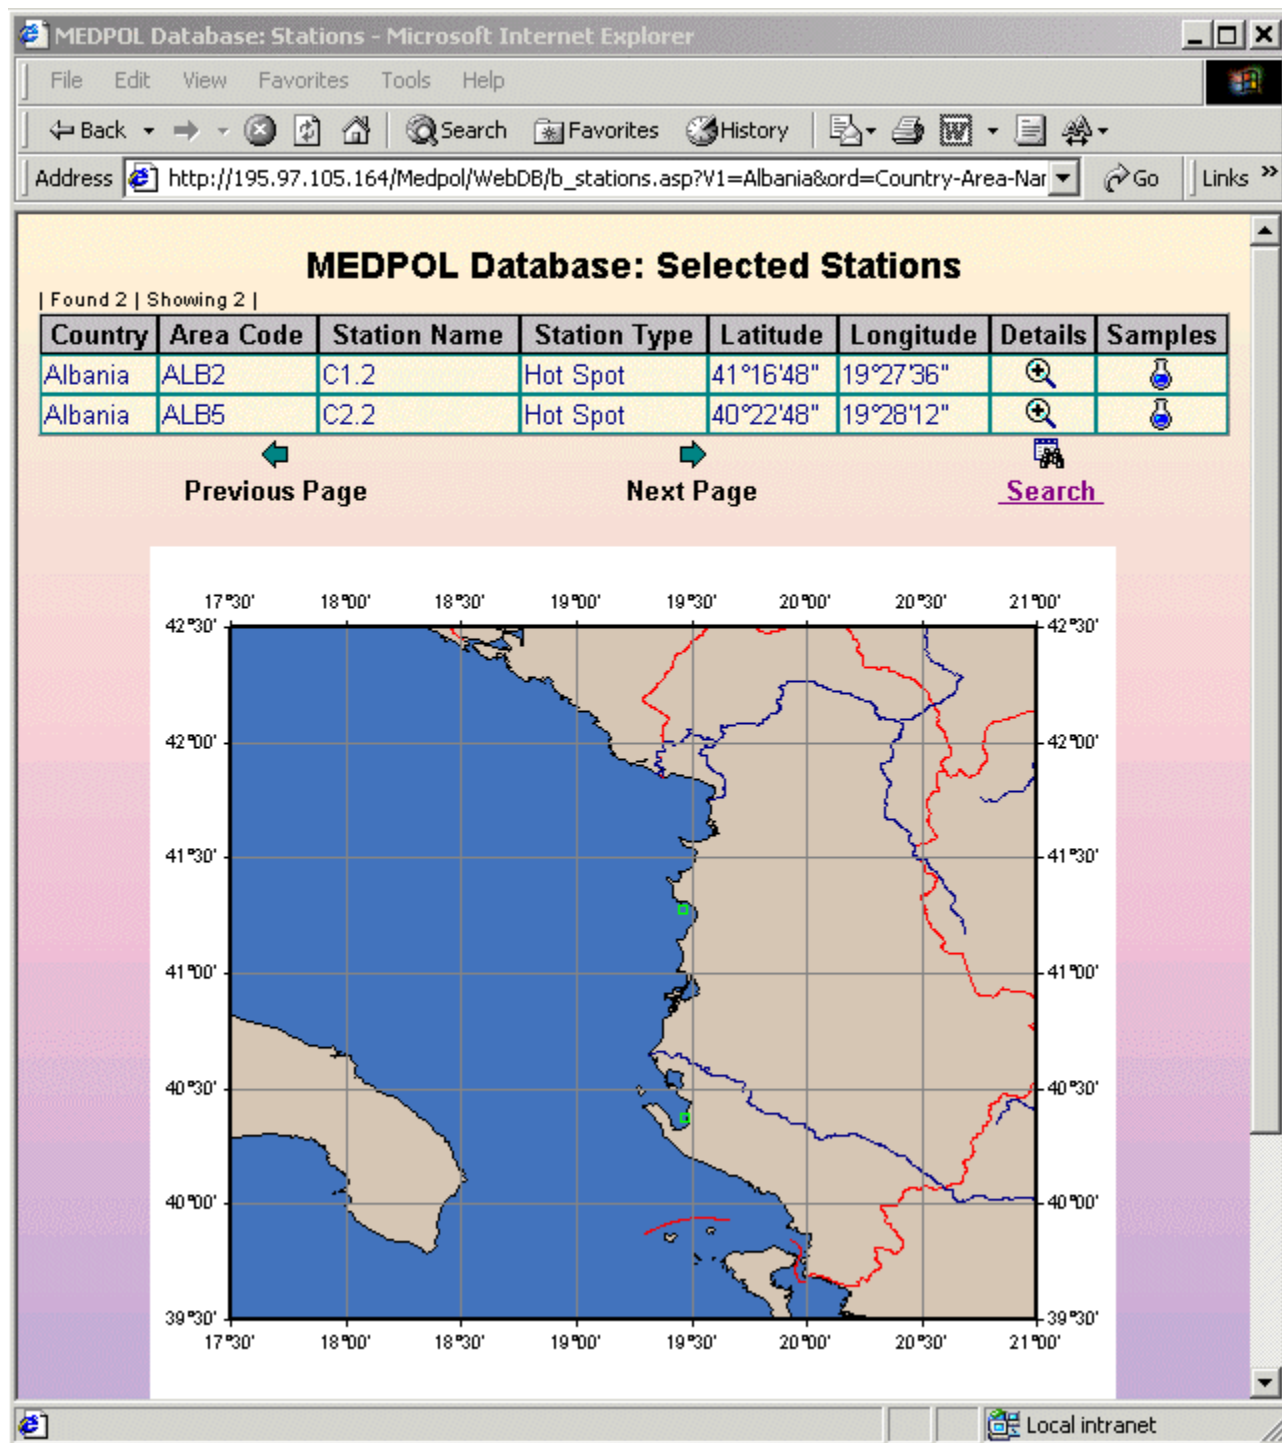 MEDPOL Database: Stations - Microsoft Internet Explorer
File Edit View Favorites Tools Help
Back Search Favorites History
Address http://195.97.105.164/Medpol/WebDB/b_stations.asp?V1=Albania&ord=Country-Area-Nar Go Links »
MEDPOL Database: Selected Stations
| Found 2 | Showing 2 |
Country Area Code Station Name Station Type Latitude Longitude Details Samples
Albania ALB2 C1.2 Hot Spot 41°16'48" 19°27'36"
Albania ALB5 C2.2 Hot Spot 40°22'48" 19°28'12"
Previous Page Next Page Search
17°30' 18°00' 18°30' 19°00' 19°30' 20°00' 20°30' 21°00'
42°30' 42°30'
42°00' 42°00'
41°30' 41°30'
41°00' 41°00'
40°30' 40°30'
40°00' 40°00'
39°30' 39°30'
17°30' 18°00' 18°30' 19°00' 19°30' 20°00' 20°30' 21°00'
Local intranet